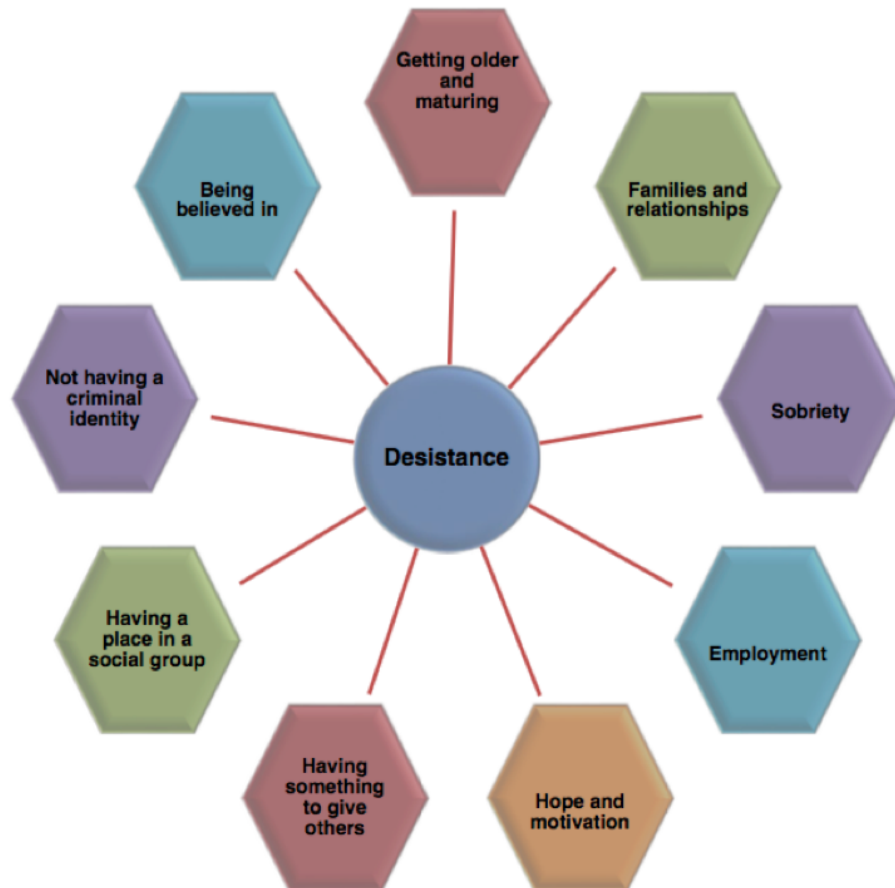 Getting older
and
maturing
Families and
relationships
Sobriety
Employment
Hope and
motivation
Having
something
to give
others
Having a
place in a
social group
Not having a
criminal
identity
Being
believed in
Desistance